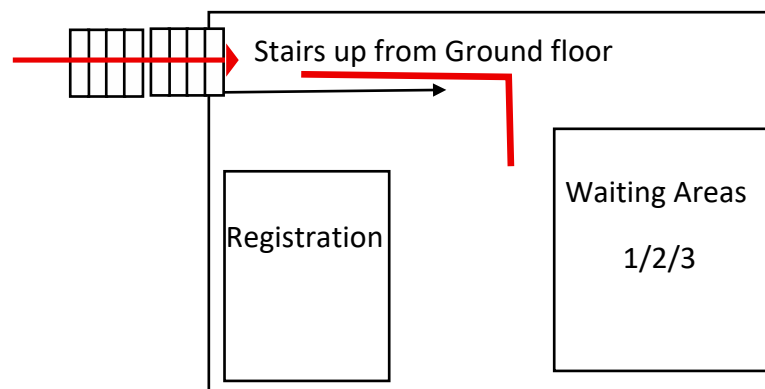 Stairs up from Ground floor
Waiting Areas
Registration
1/2/3